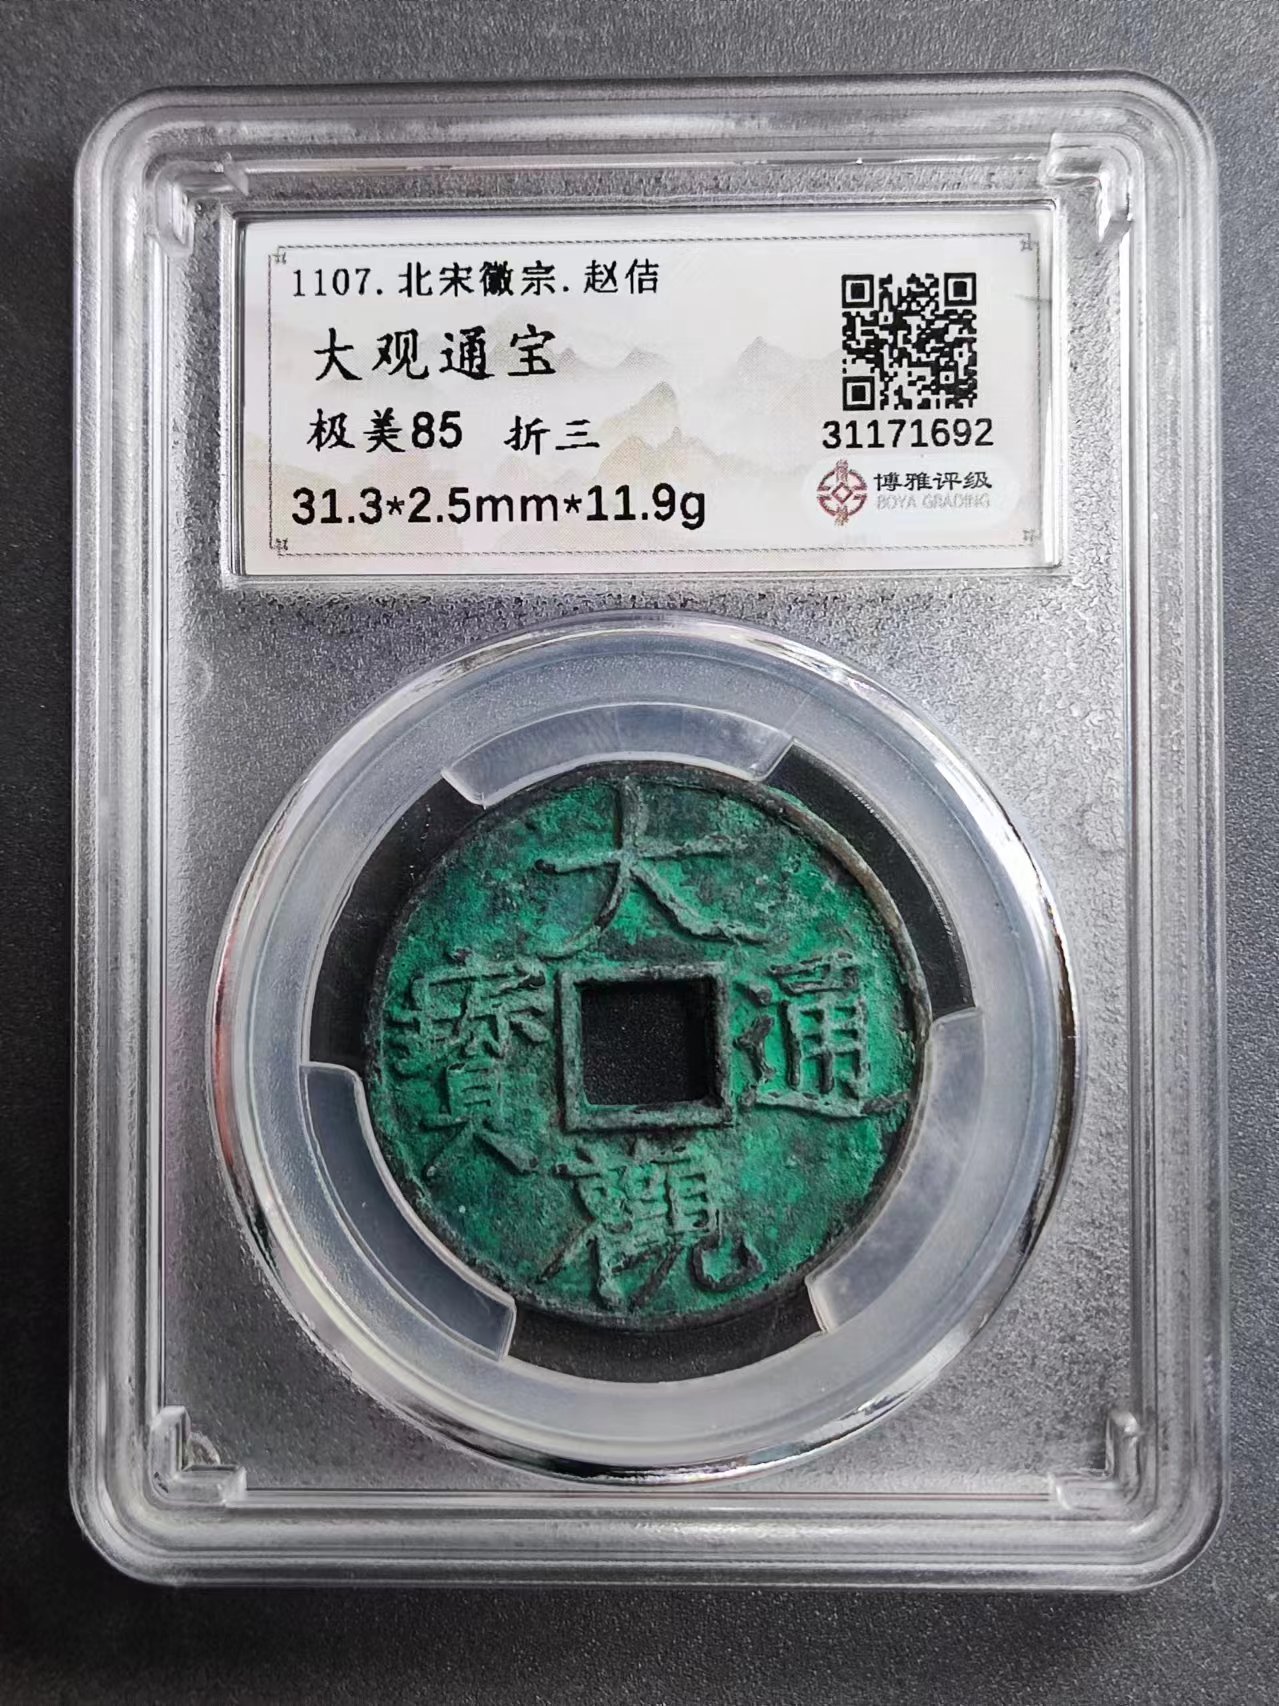 1107.北宋徽宗.赵佶
大观通宝
极美85 折三
31.3*2.5mm*11.9g
31171692
博雅评级
BOYA GRADING
大
通
觀
寳